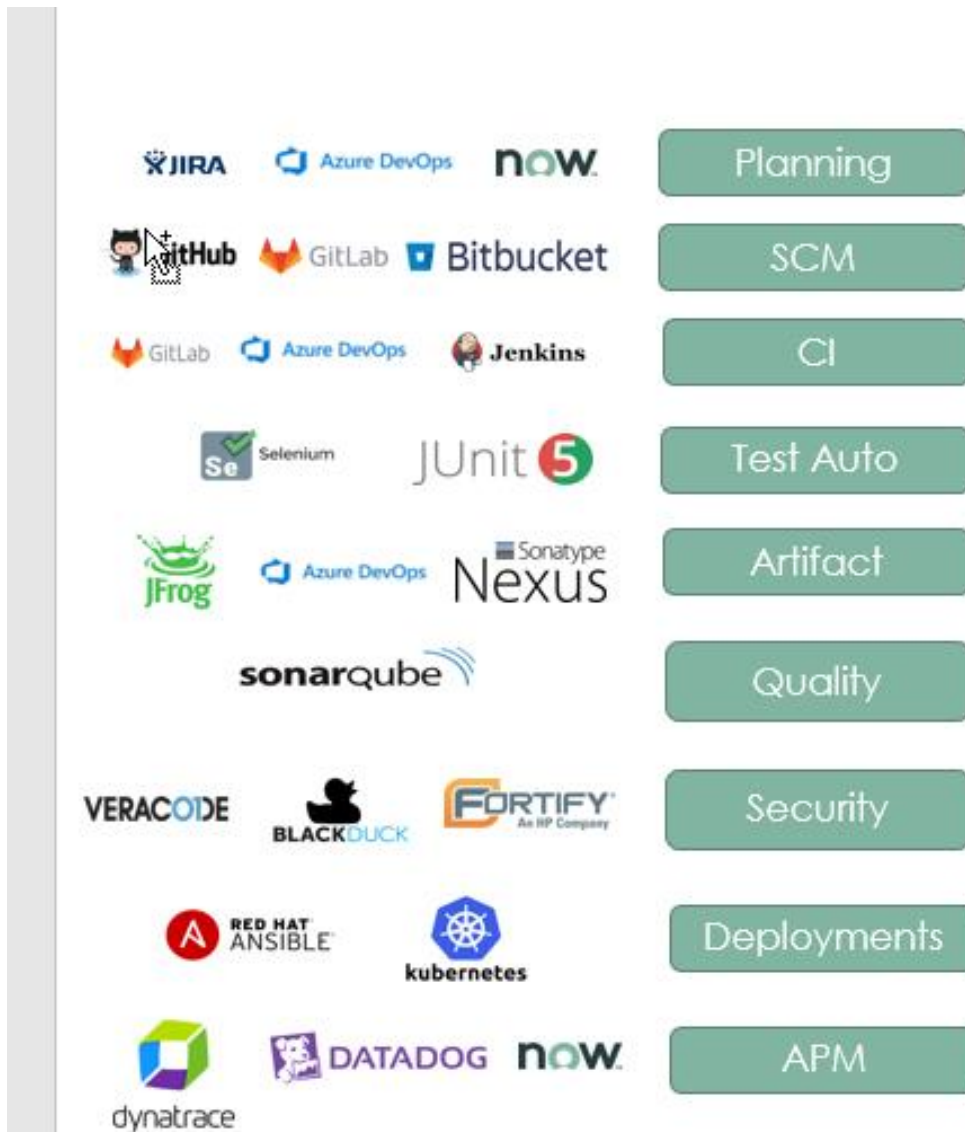 JIRA Azure DevOps now. Planning
GitHub GitLab Bitbucket SCM
GitLab Azure DevOps Jenkins CI
Se Selenium JUnit 5 Test Auto
JFrog Azure DevOps Sonatype Nexus Artifact
sonarqube Quality
VERACODE BLACKDUCK FORTIFY An HP Company Security
A RED HAT ANSIBLE kubernetes Deployments
dynatrace DATADOG now. APM